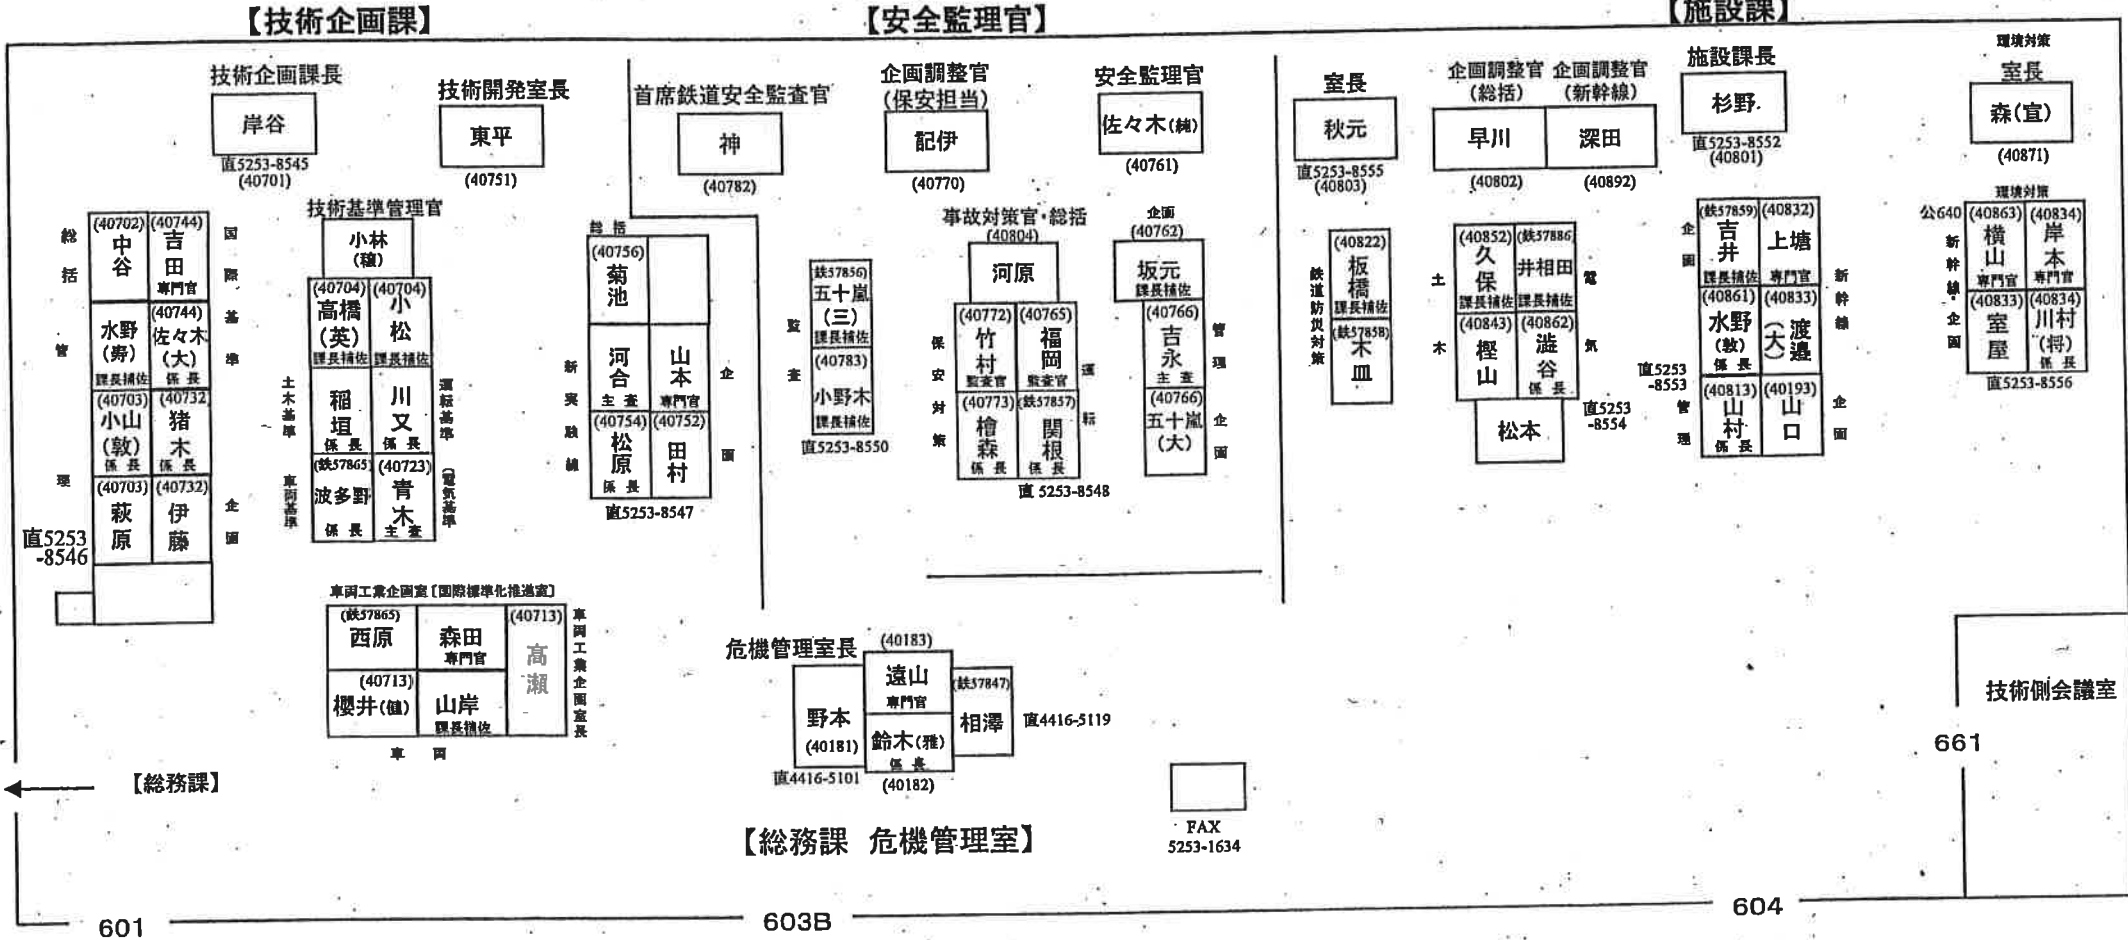 【技術企画課】
【安全監理官】
【施設課】
技術企画課長
岸谷
直5253-8545
(40701)
技術開発室長
東平
(40751)
首席鉄道安全監査官
神
(40782)
企画調整官
(保安担当)
記伊
(40770)
安全監理官
佐々木(純)
(40761)
室長
秋元
直5253-8555
(40803)
企画調整官
(総括)
早川
(40802)
企画調整官
(新幹線)
深田
(40892)
施設課長
杉野
直5253-8552
(40801)
環境対策
室長
森(宣)
(40871)
総括
管理
(40702)
中谷
(40744)
吉田
専門官
国際基準
水野
課長補佐
(40744)
佐々木
(大)
係長
(40703)
小山
(敦)
係長
(40732)
猪木
係長
(40703)
萩原
(40732)
伊藤
企画
直5253
-8546
技術基準管理官
小林
(穣)
(40704)
高橋
(英)
課長補佐
(40704)
小松
課長補佐
土木基準
稲垣
係長
川又
係長
運転基準
車両基準
(鉄57865)
波多野
係長
(40723)
青木
主査
(電気基準
総括
(40756)
菊池
新実験線
河合
主査
山本
専門官
企画
(40754)
松原
係長
(40752)
田村
直5253-8547
監査
鉄57856)
五十嵐
(三)
課長補佐
(40783)
小野木
課長補佐
直5253-8550
事故対策官・総括
(40804)
河原
保安対策
(40772)
竹村
監査官
(40765)
福岡
監査官
運転
(40773)
檜森
係長
(鉄57857)
関根
係長
直 5253-8548
企画
(40762)
坂元
課長補佐
(40766)
吉永
主査
管理
(40766)
五十嵐
(大)
企画
鉄道防災対策
(40822)
板橋
課長補佐
(鉄57858)
木皿
土木
(40852)
久保
課長補佐
(鉄57886
井相田
課長補佐
電気
(40843)
樫山
(40862)
澁谷
係長
松本
直5253
-8554
企画
(鉄57859)
吉井
課長補佐
(40832)
上塘
専門官
新幹線
(40861)
水野
(敦)
係長
(40833)
渡邉
(大)
直5253
-8553
管理
(40813)
山村
係長
(40193)
山口
企画
環境対策
公640
新幹線・企画
(40863)
横山
専門官
(40834)
岸本
専門官
(40833)
室屋
(40834)
川村
(将)
係長
直5253-8556
車両工業企画室〔国際標準化推進室〕
(鉄57865)
西原
森田
専門官
(40713)
髙瀬
車両工業企画室長
(40713)
櫻井(健)
山岸
課長補佐
車両
危機管理室長
野本
(40181)
直4416-5101
(40183)
遠山
専門官
鈴木(雅)
係長
(40182)
(鉄57847)
相澤
直4416-5119
技術側会議室
661
【総務課】
【総務課 危機管理室】
FAX
5253-1634
601
603B
604